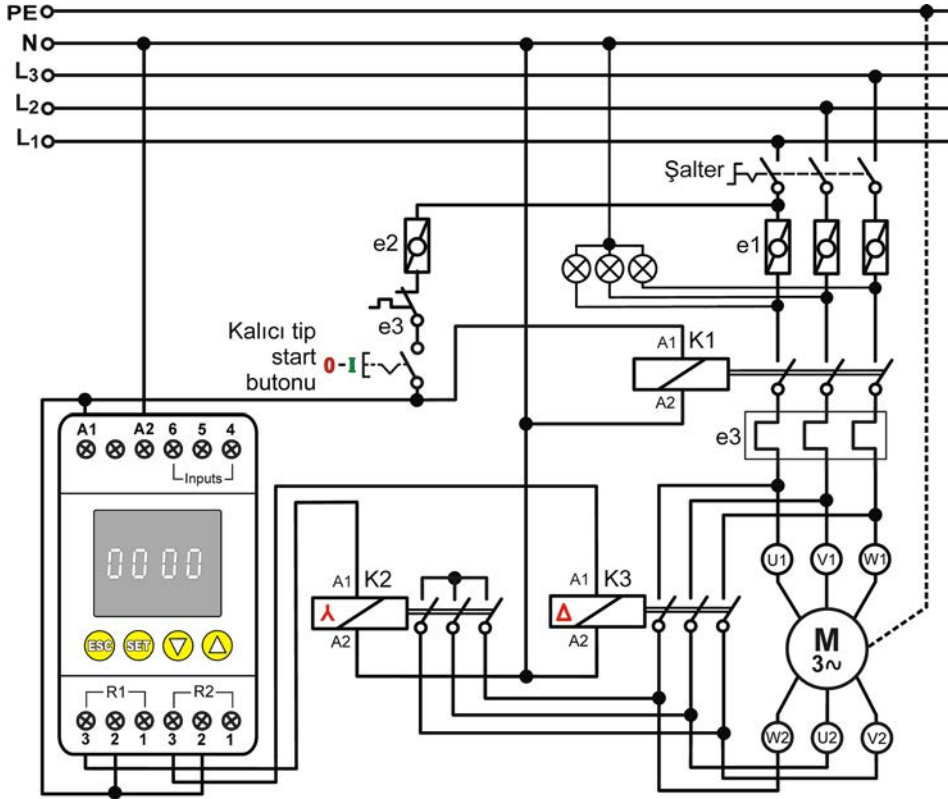 PE
N
L3
L2
L1
Şalter
e2
e1
e3
Kalıcı tip
start
butonu
0-I
A1 K1
A2
A1 A2 6 5 4
Inputs
e3
0000
U1 V1 W1
A1 K2
A2
A1 K3
Δ
A2
M
3~
ESC SET
R1 R2
3 2 1 3 2 1
W2 U2 V2